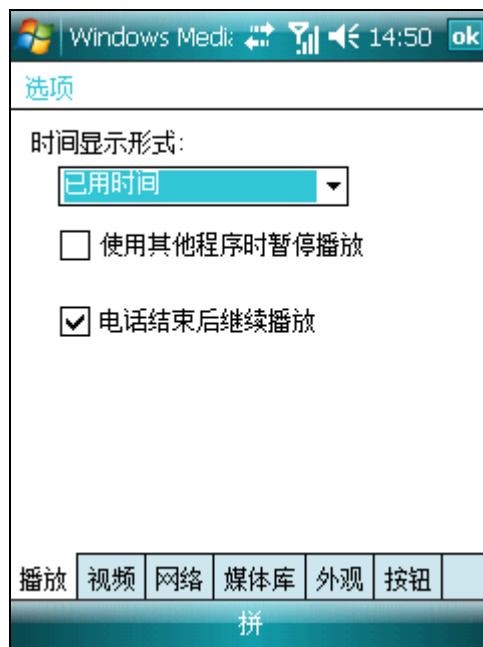 Windows Medi 14:50 ok
选项
时间显示形式:
已用时间
使用其他程序时暂停播放
电话结束后继续播放
播放 视频 网络 媒体库 外观 按钮
拼